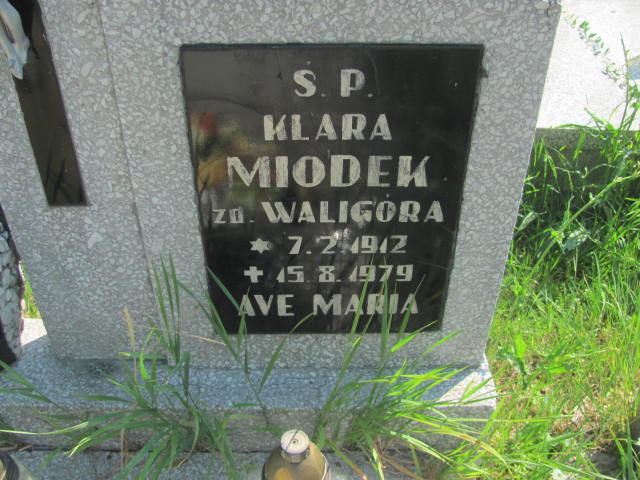 Ś. P.
KLARA
MIODEK
zd. WALIGÓRA
* 7. 2. 1912
✝ 15. 8. 1979
AVE MARIA